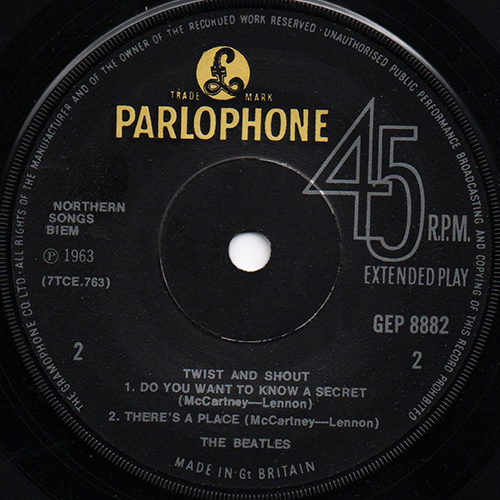 THE GRAMOPHONE CO. LTD. · ALL RIGHTS OF THE MANUFACTURER AND OF THE OWNER OF THE RECORDED WORK RESERVED · UNAUTHORISED PUBLIC PERFORMANCE BROADCASTING AND COPYING OF THIS RECORD PROHIBITED
£
TRADE MARK
PARLOPHONE
45
R.P.M.
EXTENDED PLAY
NORTHERN
SONGS
BIEM
Ⓟ 1963
(7TCE.763)
GEP 8882
2
2
TWIST AND SHOUT
1. DO YOU WANT TO KNOW A SECRET
(McCartney—Lennon)
2. THERE'S A PLACE (McCartney—Lennon)
THE BEATLES
MADE IN Gt BRITAIN